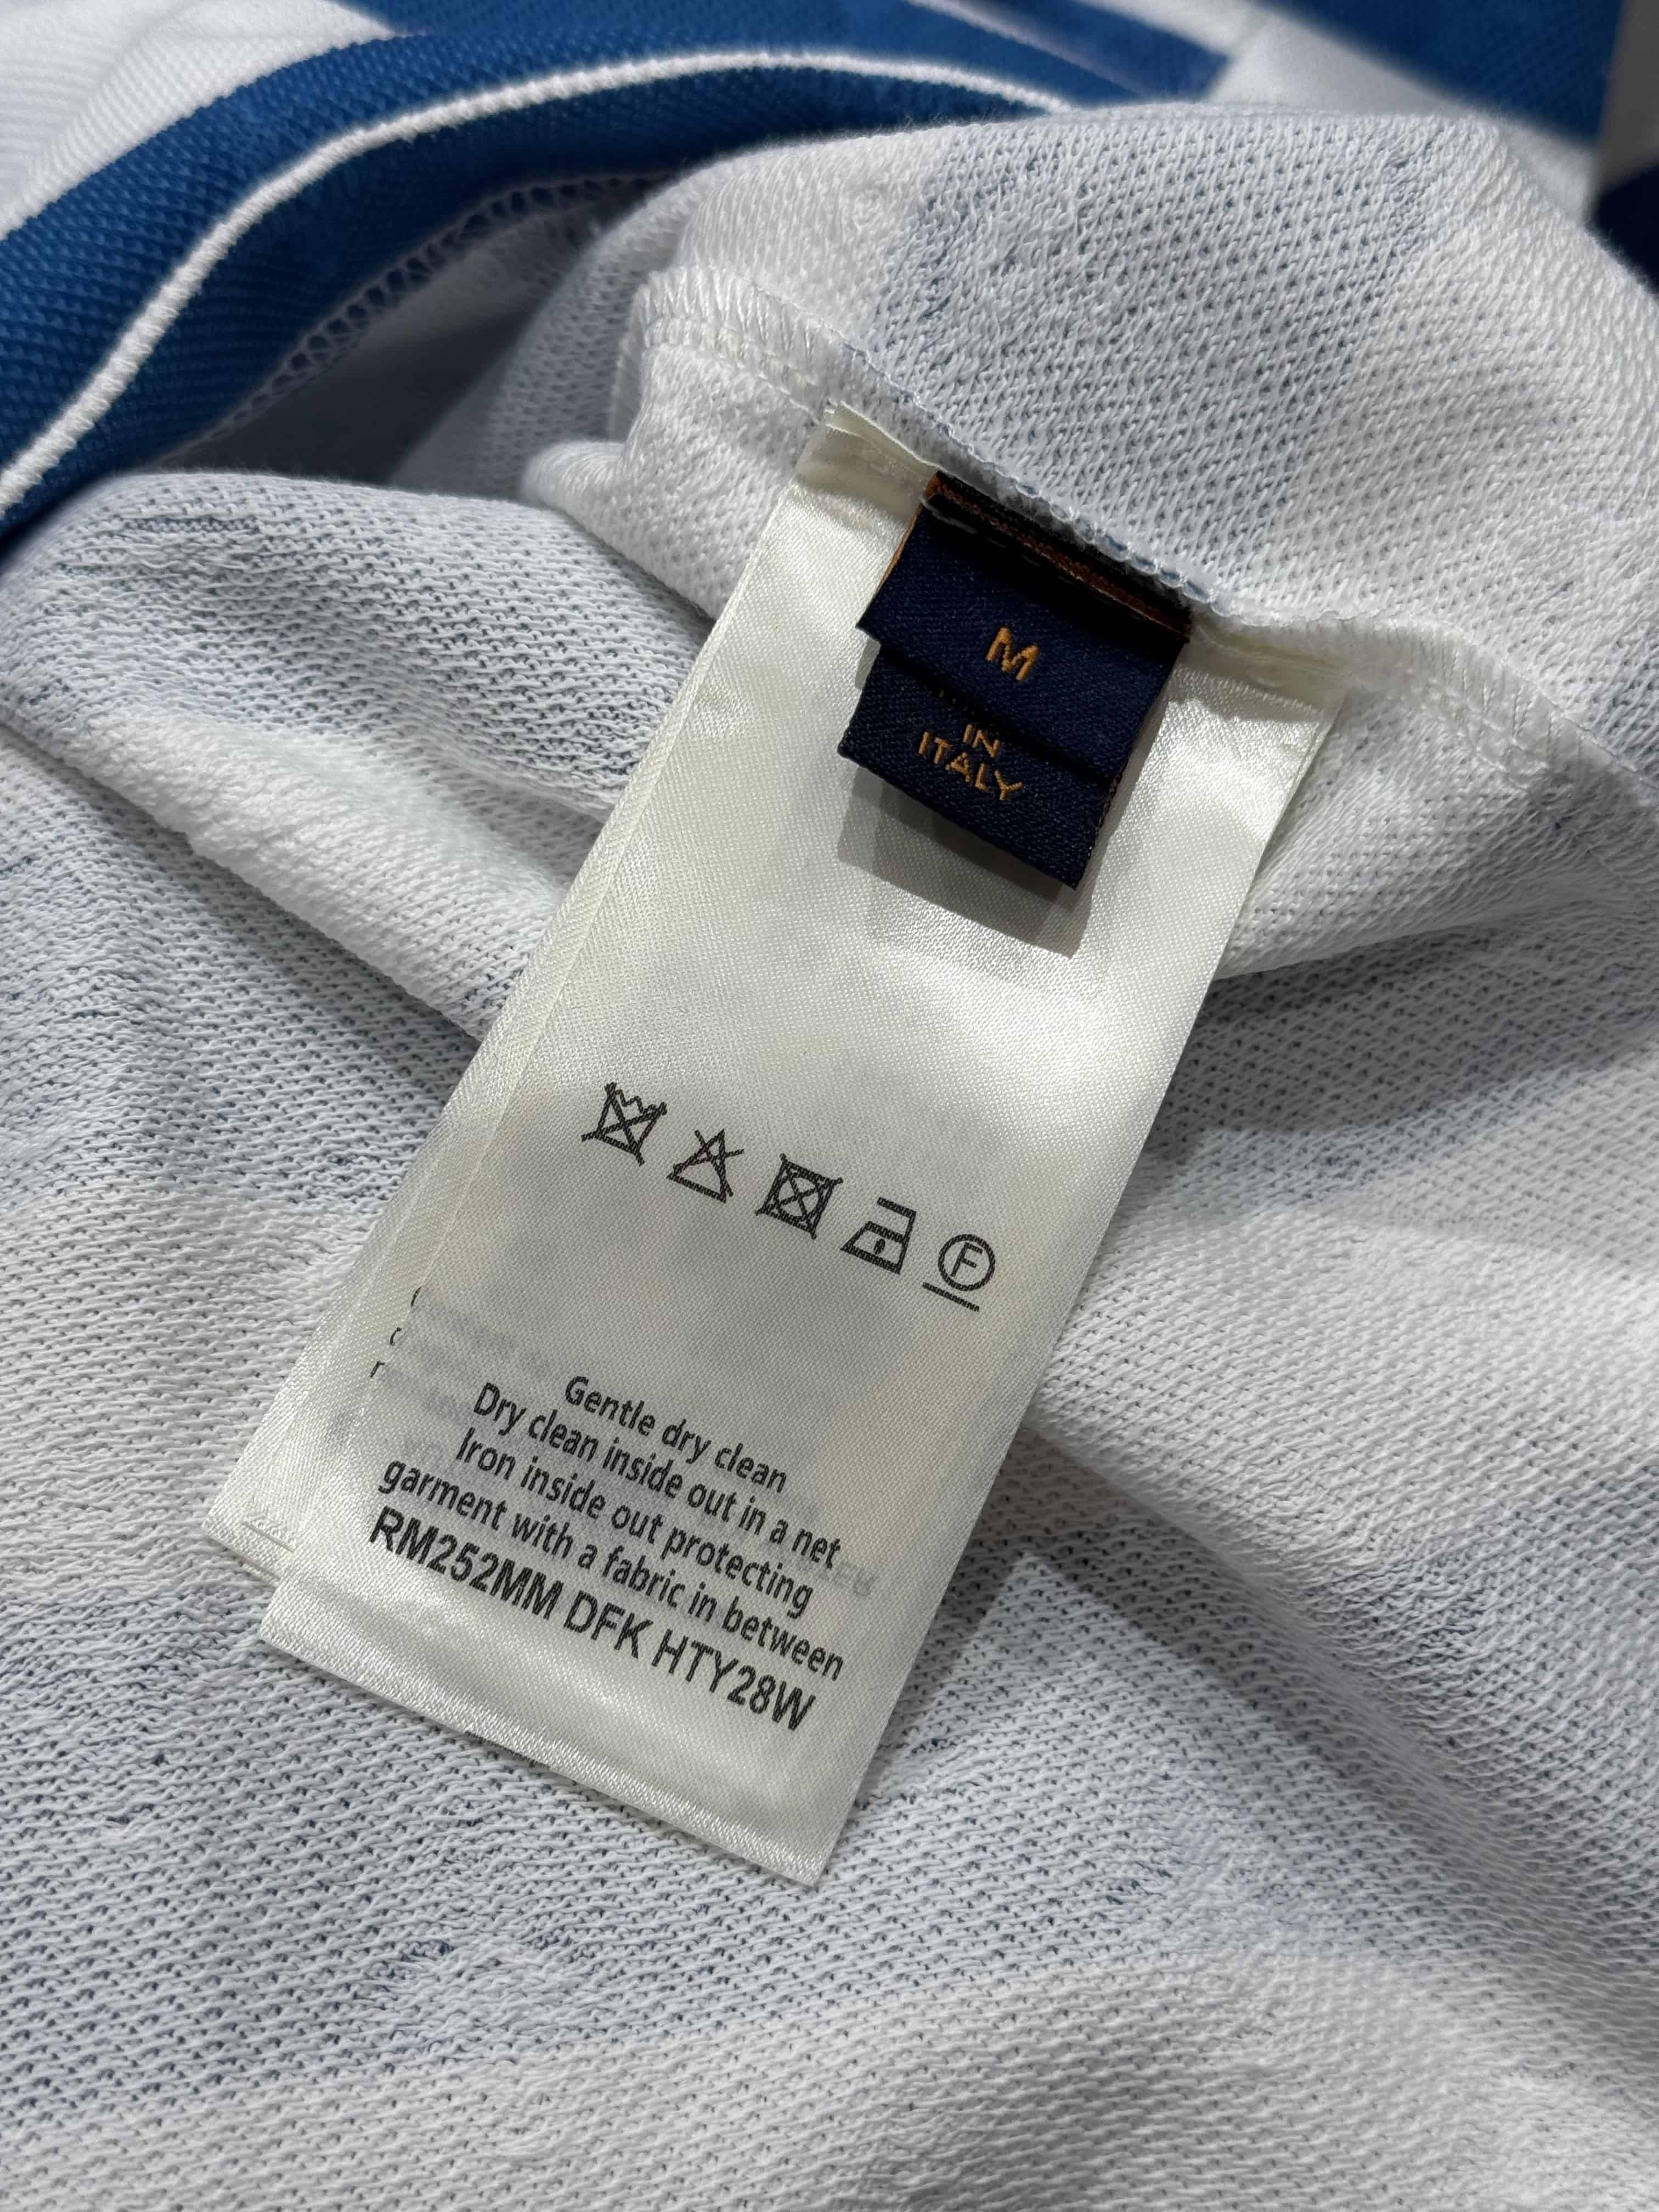 M
IN
ITALY
F
Gentle dry clean
Dry clean inside out in a net
Iron inside out protecting
garment with a fabric in between
RM252MM DFK HTY28W